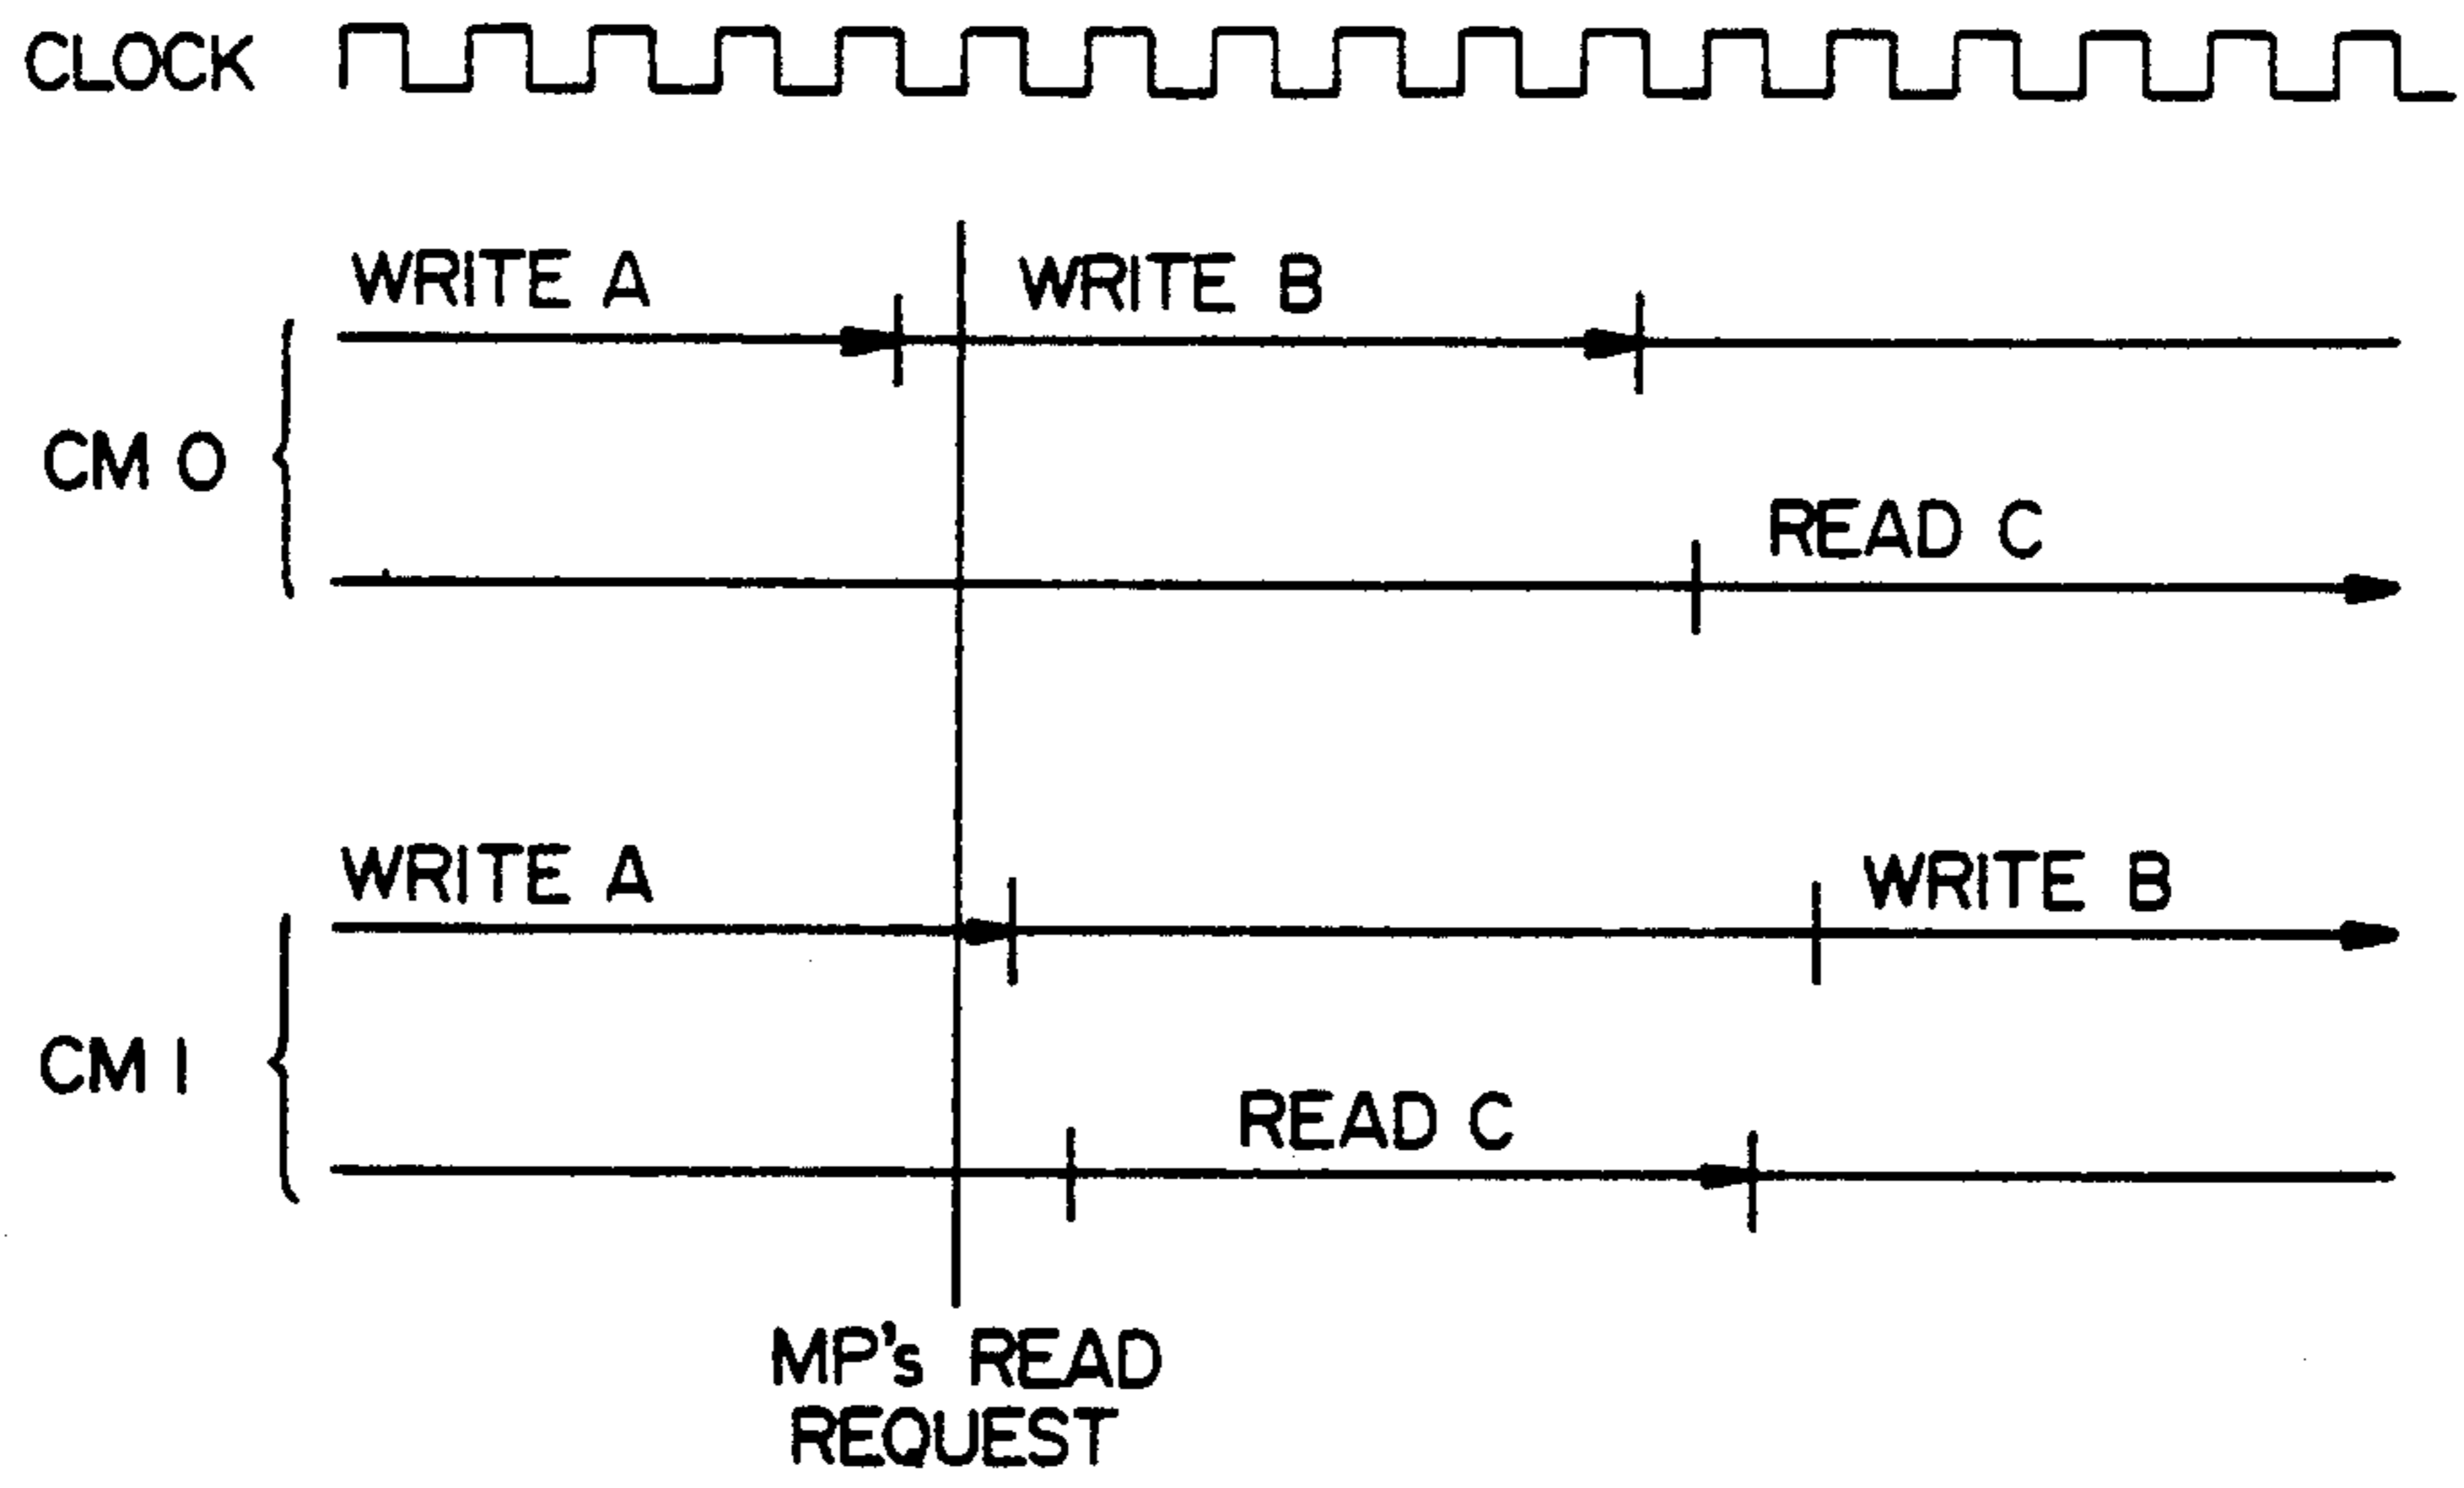 CLOCK
WRITE A
WRITE B
CM 0
READ C
WRITE A
WRITE B
CM 1
READ C
MP's READ
REQUEST